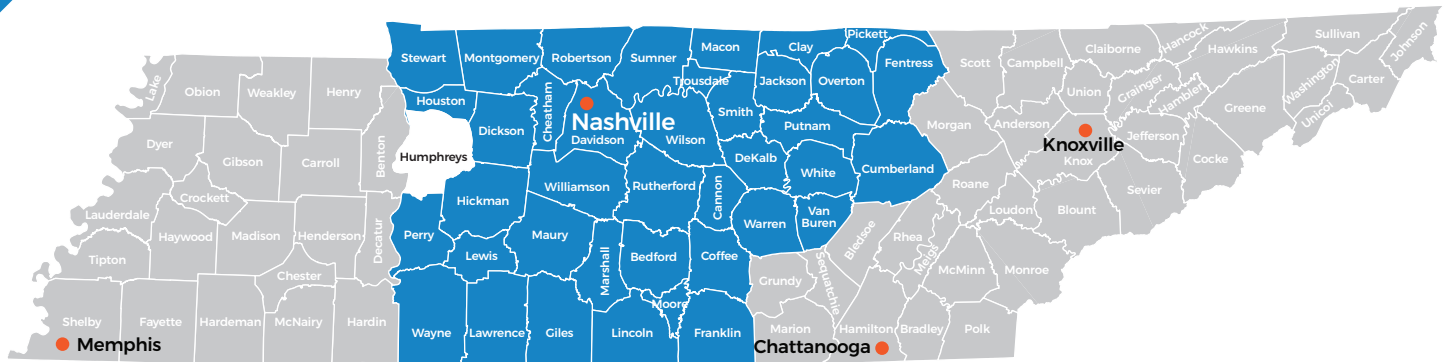 Lake
Obion
Weakley
Henry
Stewart
Montgomery
Robertson
Sumner
Macon
Clay
Pickett
Fentress
Scott
Campbell
Claiborne
Hancock
Hawkins
Sullivan
Johnson
Houston
Dickson
Cheatham
Trousdale
Smith
Jackson
Overton
Union
Grainger
Hamblen
Greene
Washington
Unicoi
Carter
Dyer
Gibson
Carroll
Benton
Humphreys
Nashville
Davidson
Wilson
DeKalb
Putnam
White
Cumberland
Morgan
Anderson
Knoxville
Knox
Jefferson
Cocke
Sevier
Lauderdale
Crockett
Haywood
Madison
Henderson
Decatur
Perry
Hickman
Williamson
Rutherford
Cannon
Warren
Van
Buren
Bledsoe
Rhea
Roane
Loudon
Blount
Tipton
Chester
Lewis
Maury
Marshall
Bedford
Coffee
Grundy
Sequatchie
Meigs
McMinn
Monroe
Shelby
Fayette
Hardeman
McNairy
Hardin
Wayne
Lawrence
Giles
Lincoln
Moore
Franklin
Marion
Hamilton
Bradley
Polk
Memphis
Chattanooga